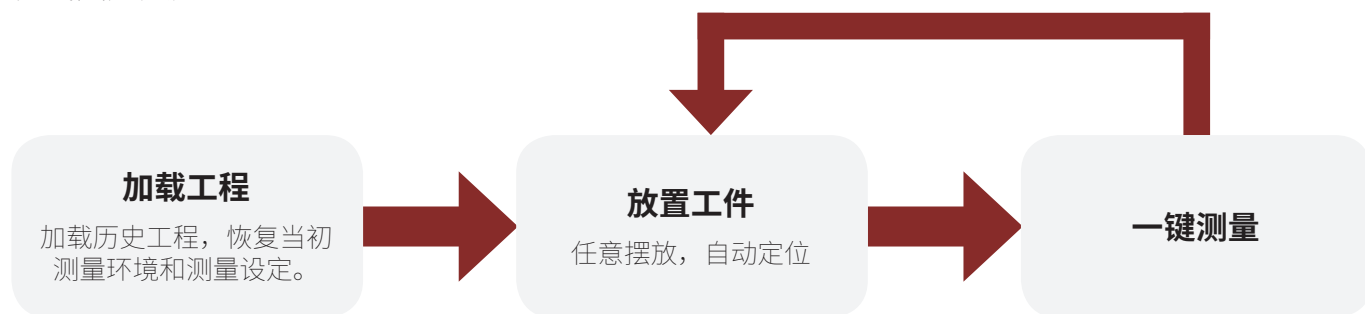 加载工程
加载历史工程，恢复当初
测量环境和测量设定。
放置工件
任意摆放，自动定位
一键测量